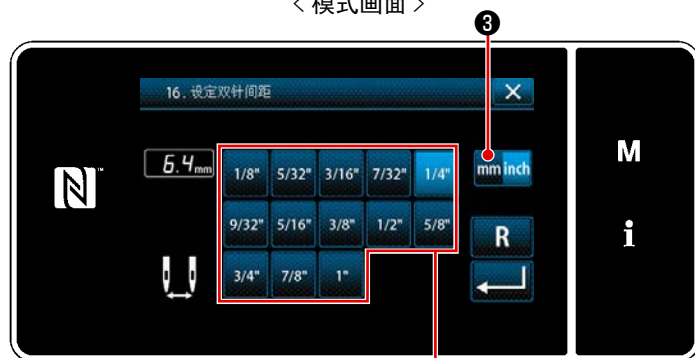 ＜模式画面＞
❸
16. 设定双针间距
6.4mm
1/8" 5/32" 3/16" 7/32" 1/4"
mm inch
9/32" 5/16" 3/8" 1/2" 5/8"
R
3/4" 7/8" 1"
M
i
N